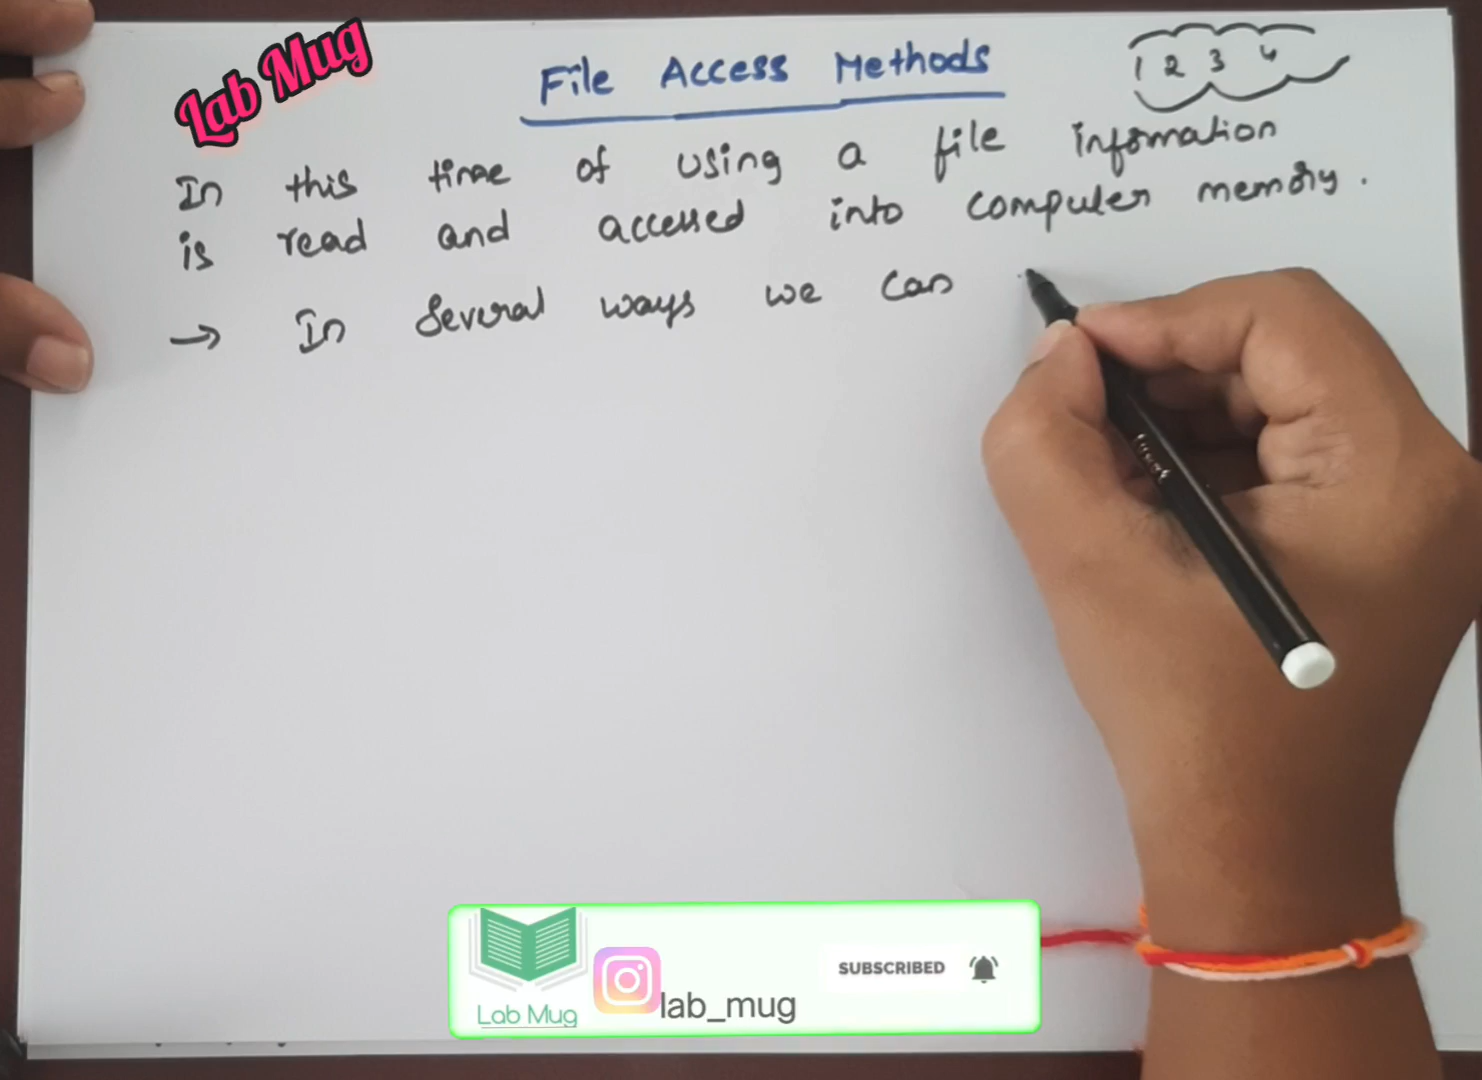 Lab Mug
File Access Methods
1 2 3 4
In this time of using a file information
is read and accessed into computer memory.
→ In Several ways we can
Lab Mug
lab_mug
SUBSCRIBED